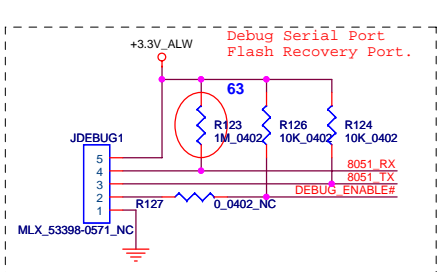 Debug Serial Port
Flash Recovery Port.
+3.3V_ALW
63
JDEBUG1
R123
1M_0402
R126
10K_0402
R124
10K_0402
5
4
3
2
1
8051_RX
8051_TX
DEBUG_ENABLE#
R127
0_0402_NC
MLX_53398-0571_NC